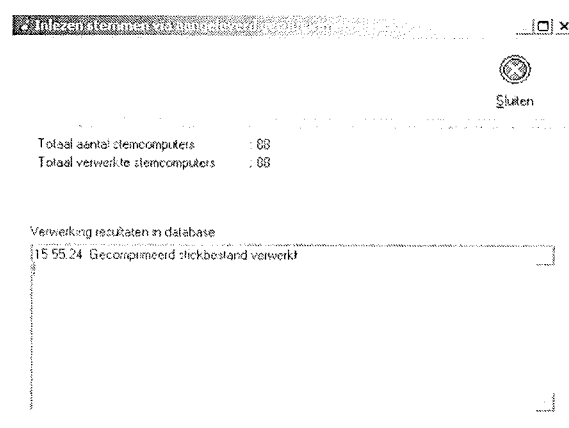 Inlezen stemmen via aangeleverd
Sluiten
Totaal aantal stemcomputers : 88
Totaal verwerkte stemcomputers : 88
Verwerking resultaten in database
15:55:24 Gecomprimeerd stickbestand verwerkt